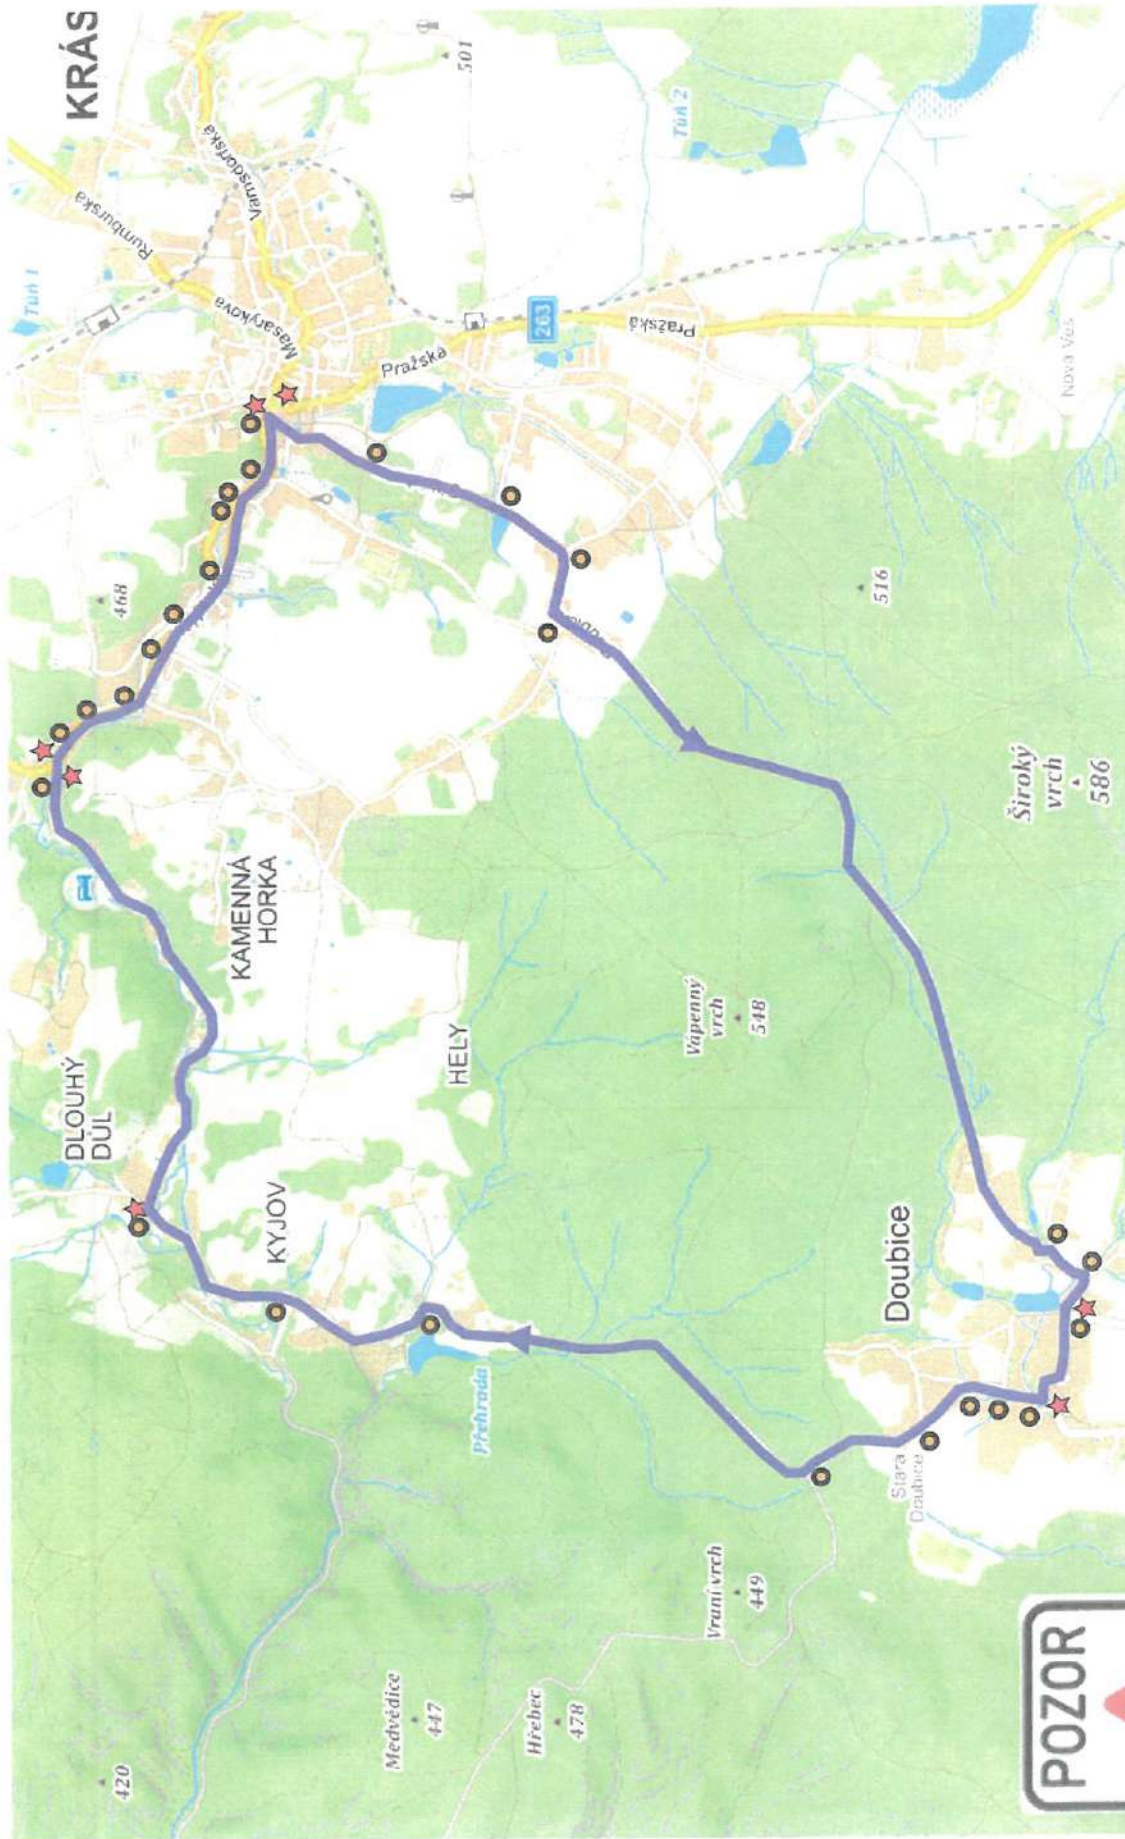 KRÁS
501
Tůň 2
Tůň 1
Rumburská
Varnsdorfská
Masarykova
Pražská
263
Pražská
Nová Ves
468
516
Široký
vrch
586
KAMENNÁ
HORKA
Vápenný
vrch
548
HELY
DLOUHÝ
DŮL
KYJOV
Doubice
Přehrada
Stará
Doubice
Vraní vrch
449
Medvědice
447
Hřebec
478
420
POZOR